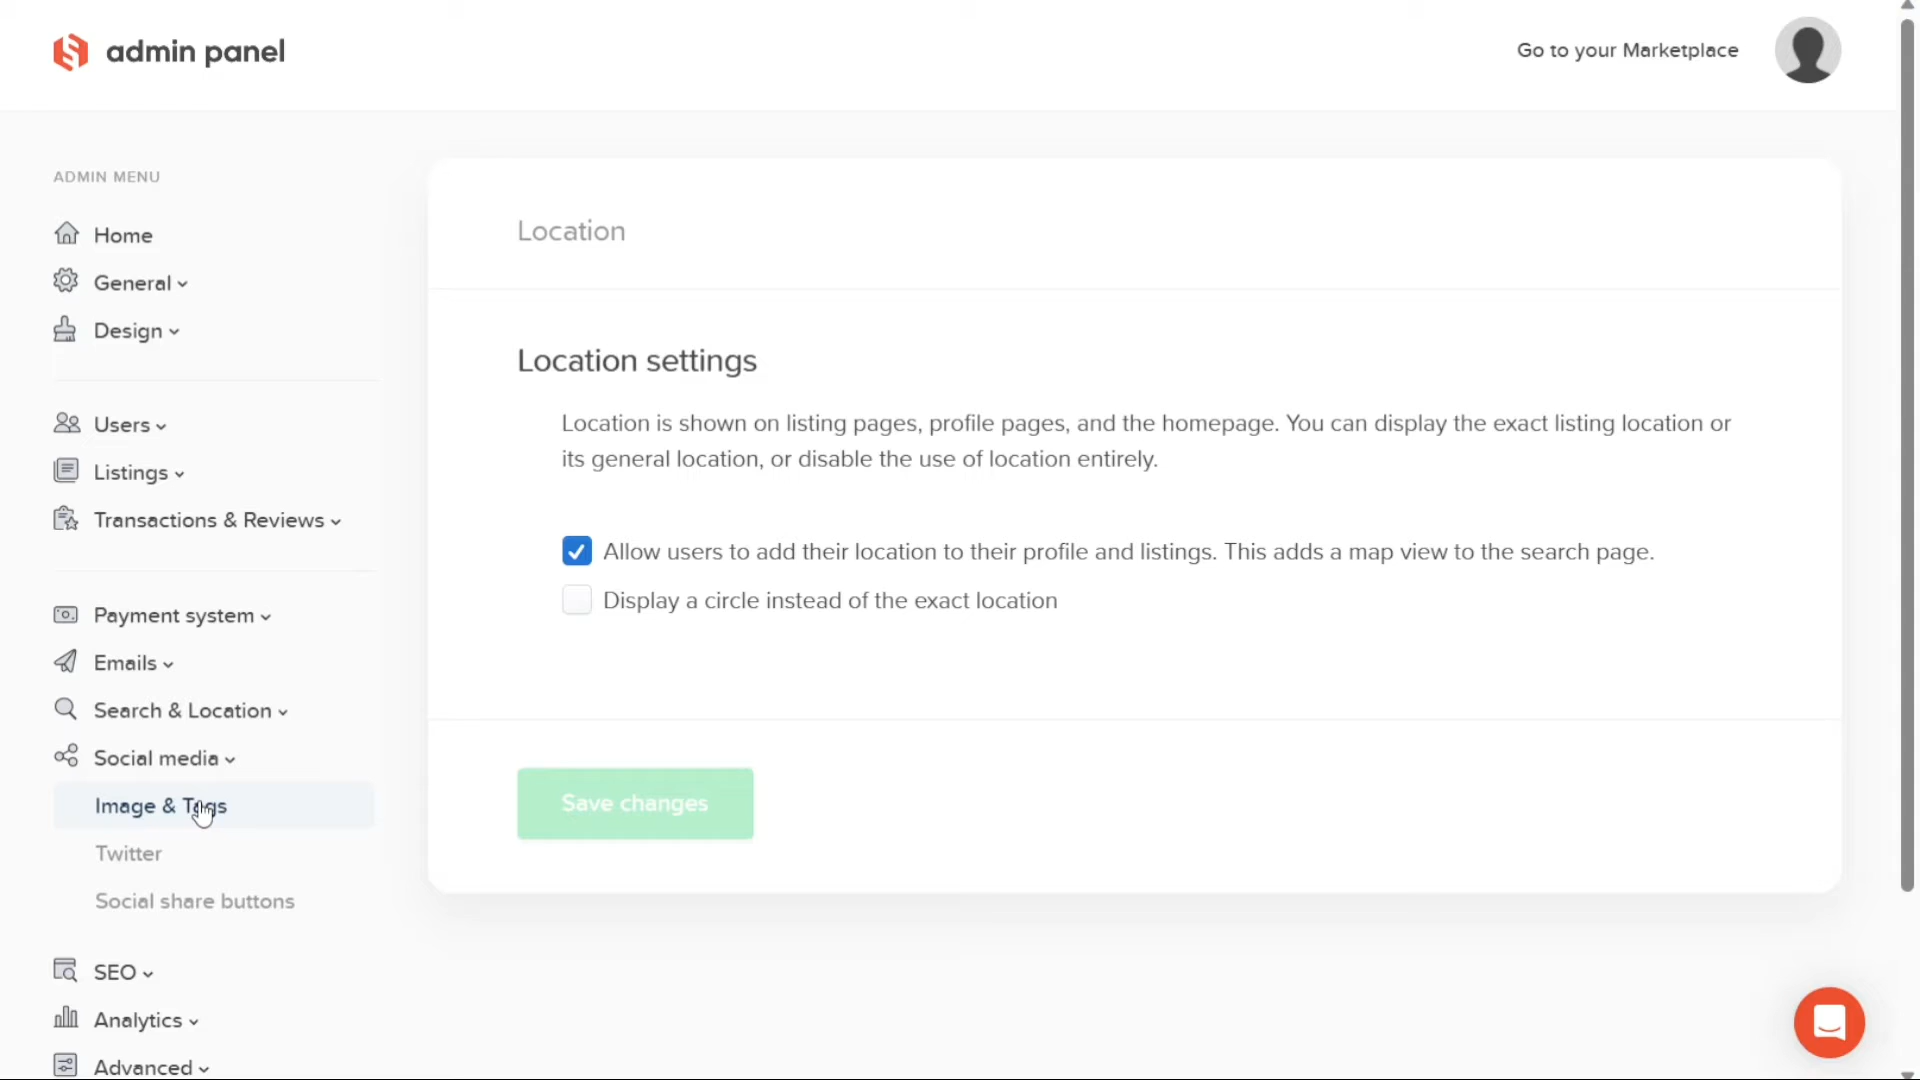 admin panel
Go to your Marketplace
ADMIN MENU
Home
General
Design
Users
Listings
Transactions & Reviews
Payment system
Emails
Search & Location
Social media
Image & Tags
Twitter
Social share buttons
SEO
Analytics
Advanced
Location
Location settings
Location is shown on listing pages, profile pages, and the homepage. You can display the exact listing location or
its general location, or disable the use of location entirely.
Allow users to add their location to their profile and listings. This adds a map view to the search page.
Display a circle instead of the exact location
Save changes